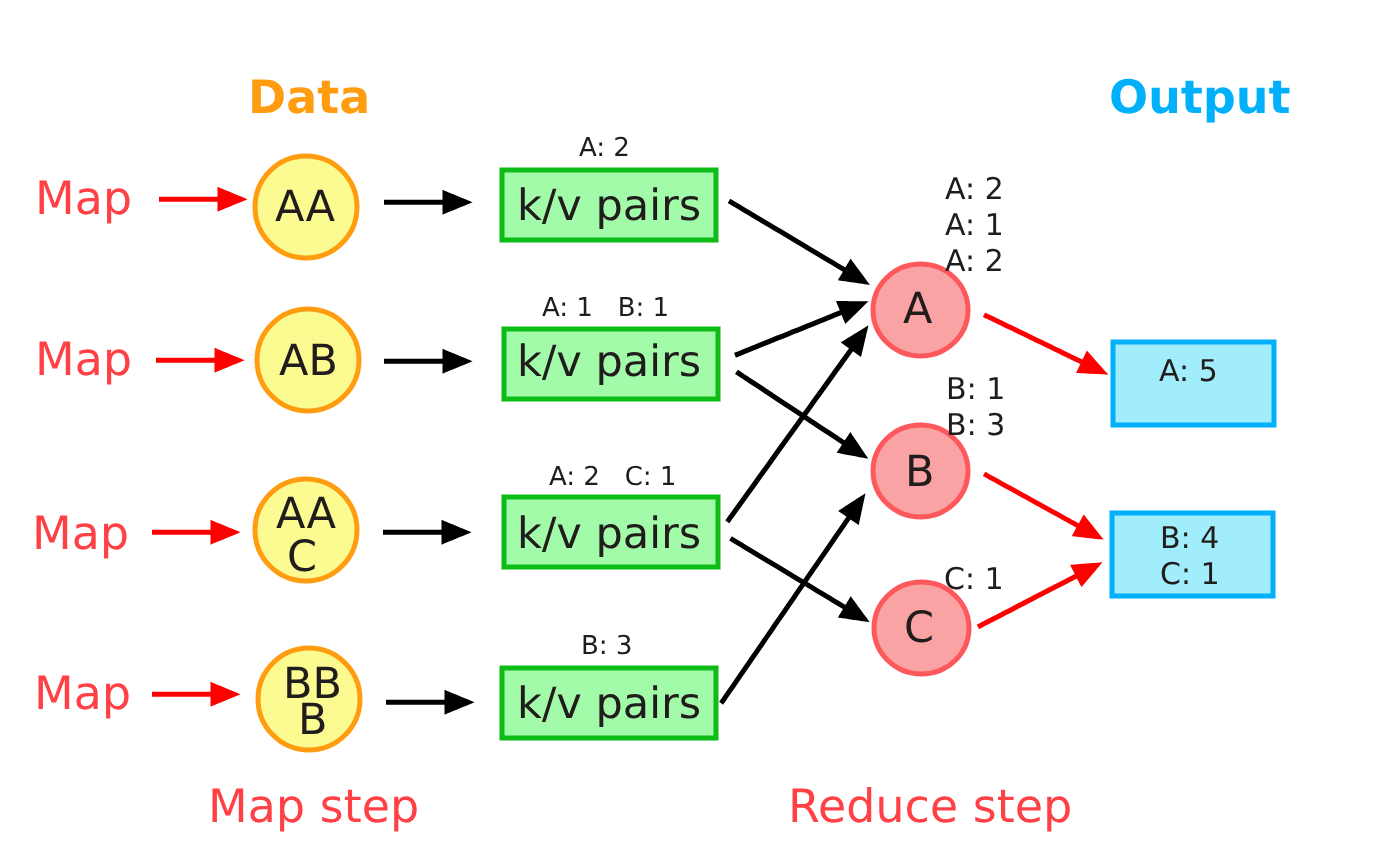 Data
Output
Map
AA
A: 2
k/v pairs
A: 2
A: 1
A: 2
A
Map
AB
A: 1 B: 1
k/v pairs
A: 5
B: 1
B: 3
B
Map
AA
C
A: 2 C: 1
k/v pairs
B: 4
C: 1
C: 1
C
Map
BB
B
B: 3
k/v pairs
Map step
Reduce step